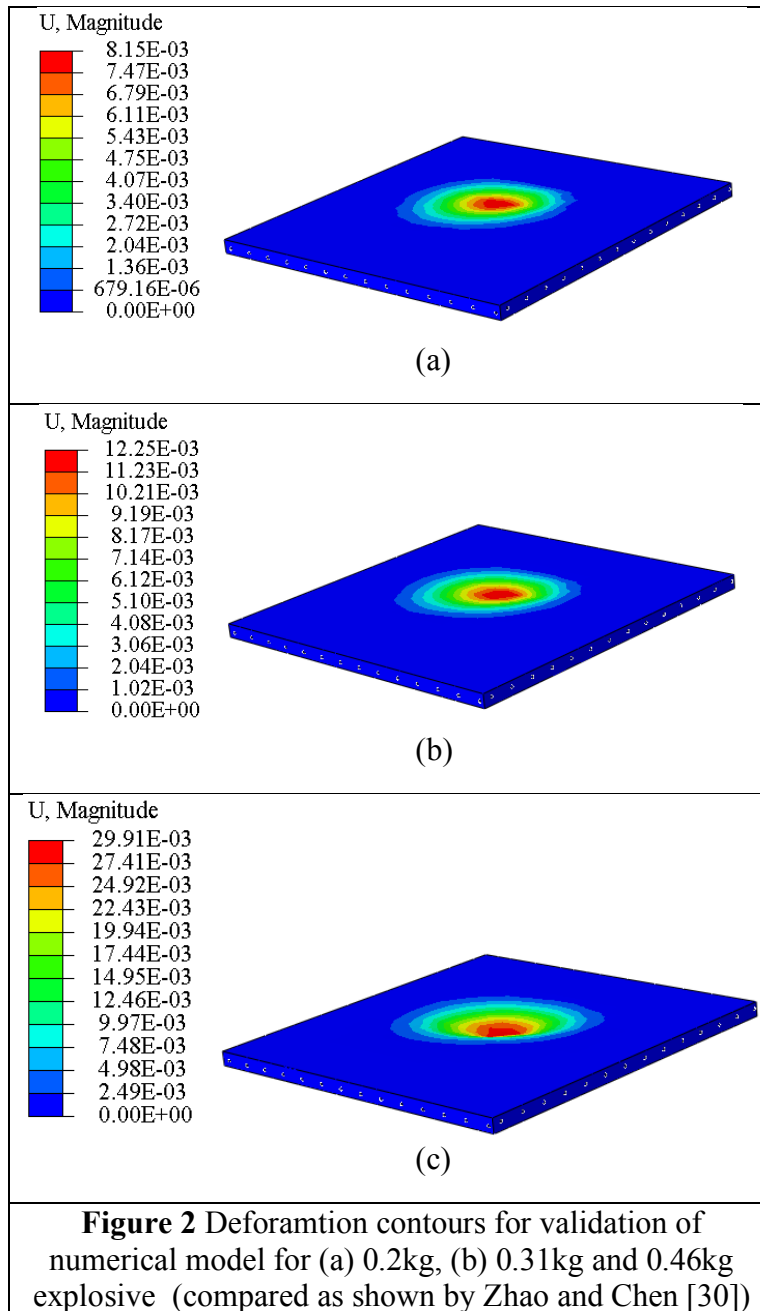 U, Magnitude
8.15E-03
7.47E-03
6.79E-03
6.11E-03
5.43E-03
4.75E-03
4.07E-03
3.40E-03
2.72E-03
2.04E-03
1.36E-03
679.16E-06
0.00E+00
(a)
U, Magnitude
12.25E-03
11.23E-03
10.21E-03
9.19E-03
8.17E-03
7.14E-03
6.12E-03
5.10E-03
4.08E-03
3.06E-03
2.04E-03
1.02E-03
0.00E+00
(b)
U, Magnitude
29.91E-03
27.41E-03
24.92E-03
22.43E-03
19.94E-03
17.44E-03
14.95E-03
12.46E-03
9.97E-03
7.48E-03
4.98E-03
2.49E-03
0.00E+00
(c)
Figure 2 Deforamtion contours for validation of
numerical model for (a) 0.2kg, (b) 0.31kg and 0.46kg
explosive (compared as shown by Zhao and Chen [30])